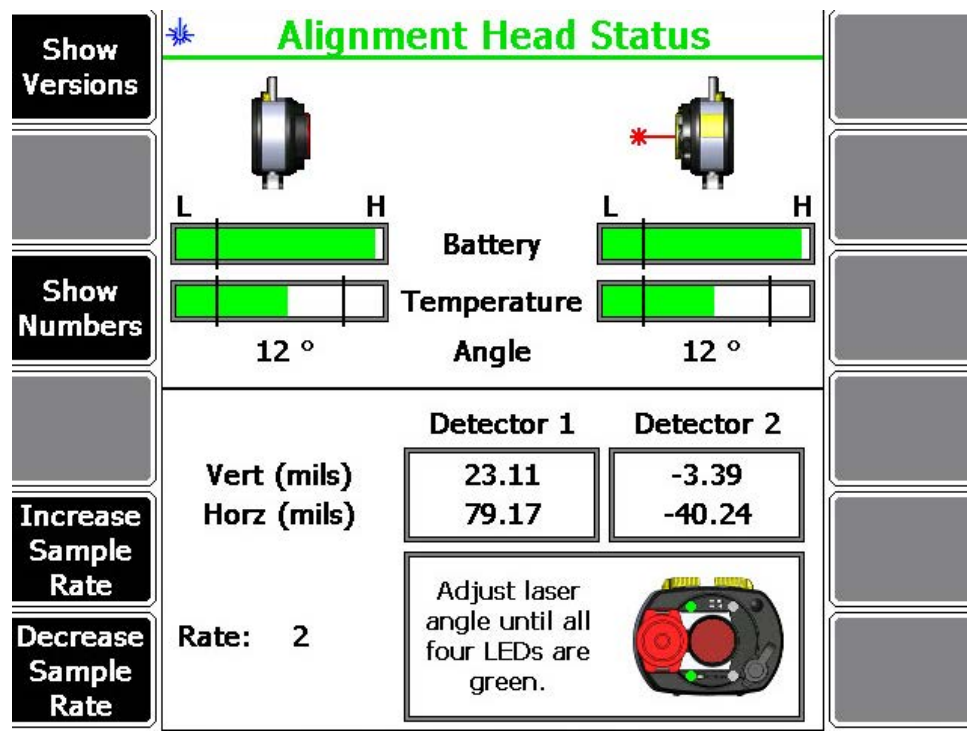 Alignment Head Status
Show
Versions
L H L H
Battery
Show
Numbers
Temperature
12 ° Angle 12 °
Detector 1 Detector 2
Vert (mils) 23.11 -3.39
Horz (mils) 79.17 -40.24
Increase
Sample
Rate
Adjust laser
angle until all
four LEDs are
green.
Rate: 2
Decrease
Sample
Rate